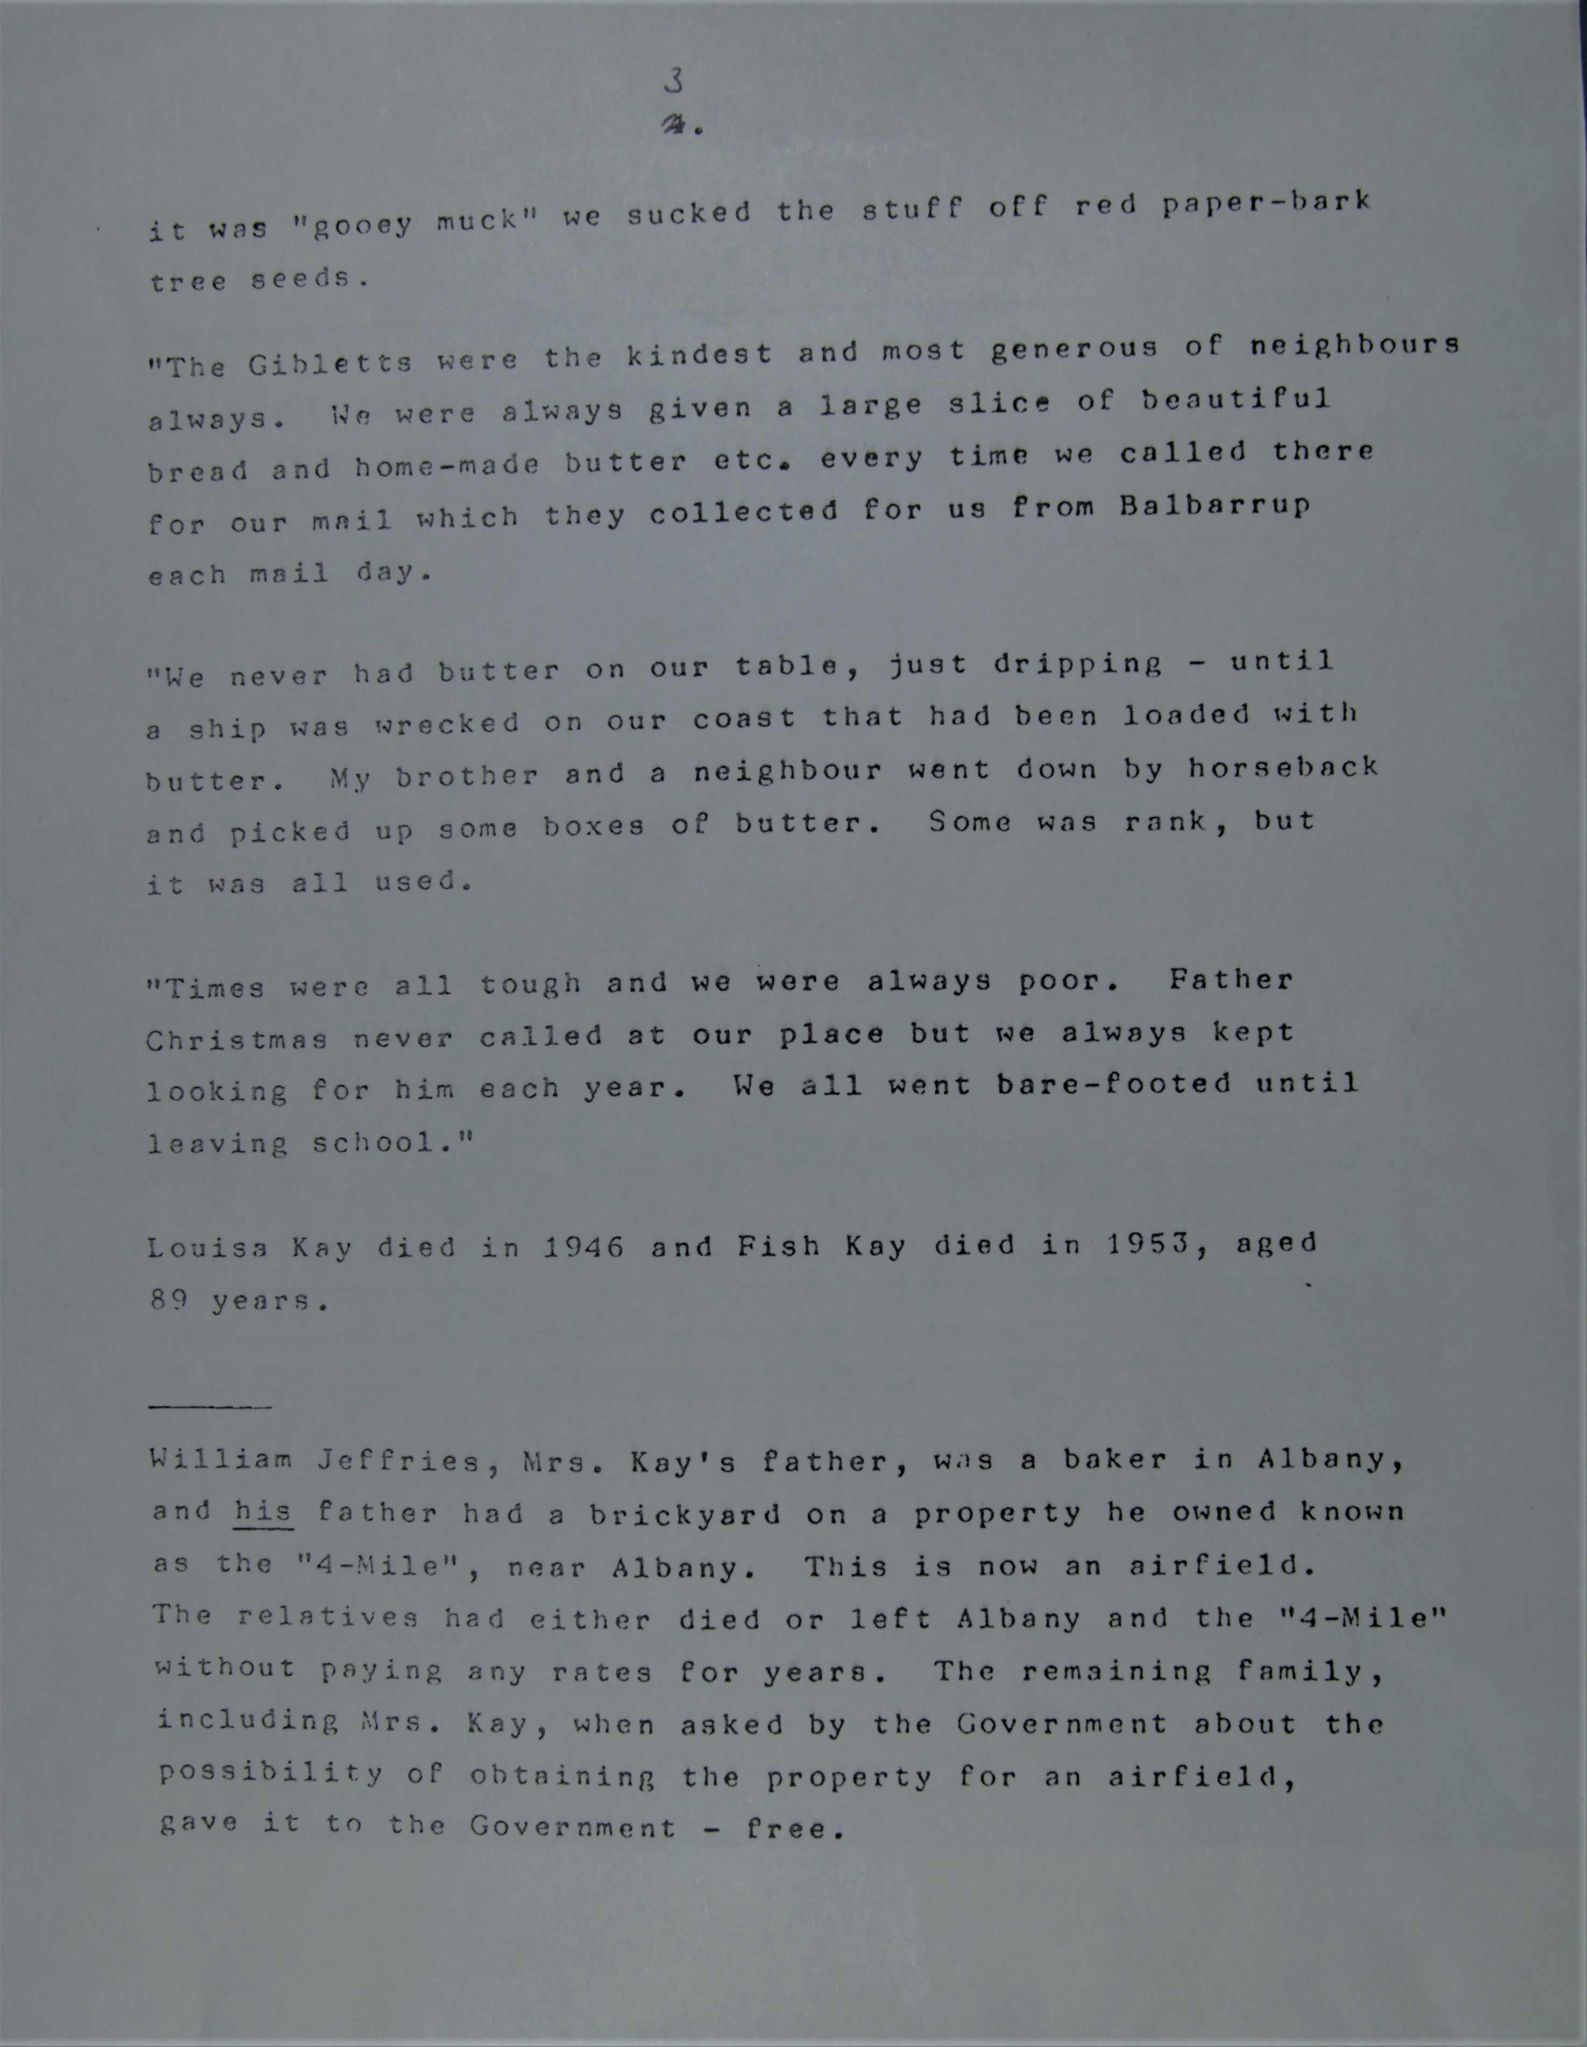 3
it was "gooey muck" we sucked the stuff off red paper-bark
tree seeds.
"The Gibletts were the kindest and most generous of neighbours
always. We were always given a large slice of beautiful
bread and home-made butter etc. every time we called there
for our mail which they collected for us from Balbarrup
each mail day.
"We never had butter on our table, just dripping - until
a ship was wrecked on our coast that had been loaded with
butter. My brother and a neighbour went down by horseback
and picked up some boxes of butter. Some was rank, but
it was all used.
"Times were all tough and we were always poor. Father
Christmas never called at our place but we always kept
looking for him each year. We all went bare-footed until
leaving school."
Louisa Kay died in 1946 and Fish Kay died in 1953, aged
89 years.
William Jeffries, Mrs. Kay's father, was a baker in Albany,
and his father had a brickyard on a property he owned known
as the "4-Mile", near Albany. This is now an airfield.
The relatives had either died or left Albany and the "4-Mile"
without paying any rates for years. The remaining family,
including Mrs. Kay, when asked by the Government about the
possibility of obtaining the property for an airfield,
gave it to the Government - free.